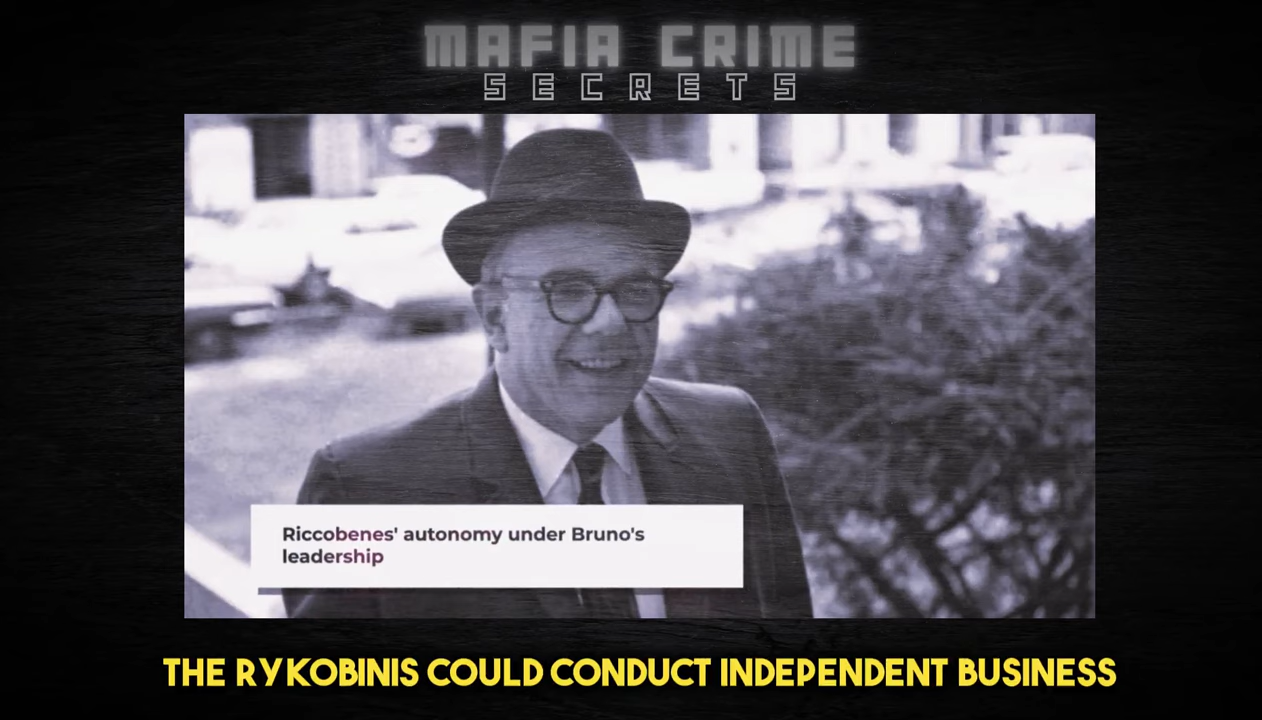 MAFIA CRIME
SECRETS
Riccobenes' autonomy under Bruno's
leadership
THE RYKOBINIS COULD CONDUCT INDEPENDENT BUSINESS